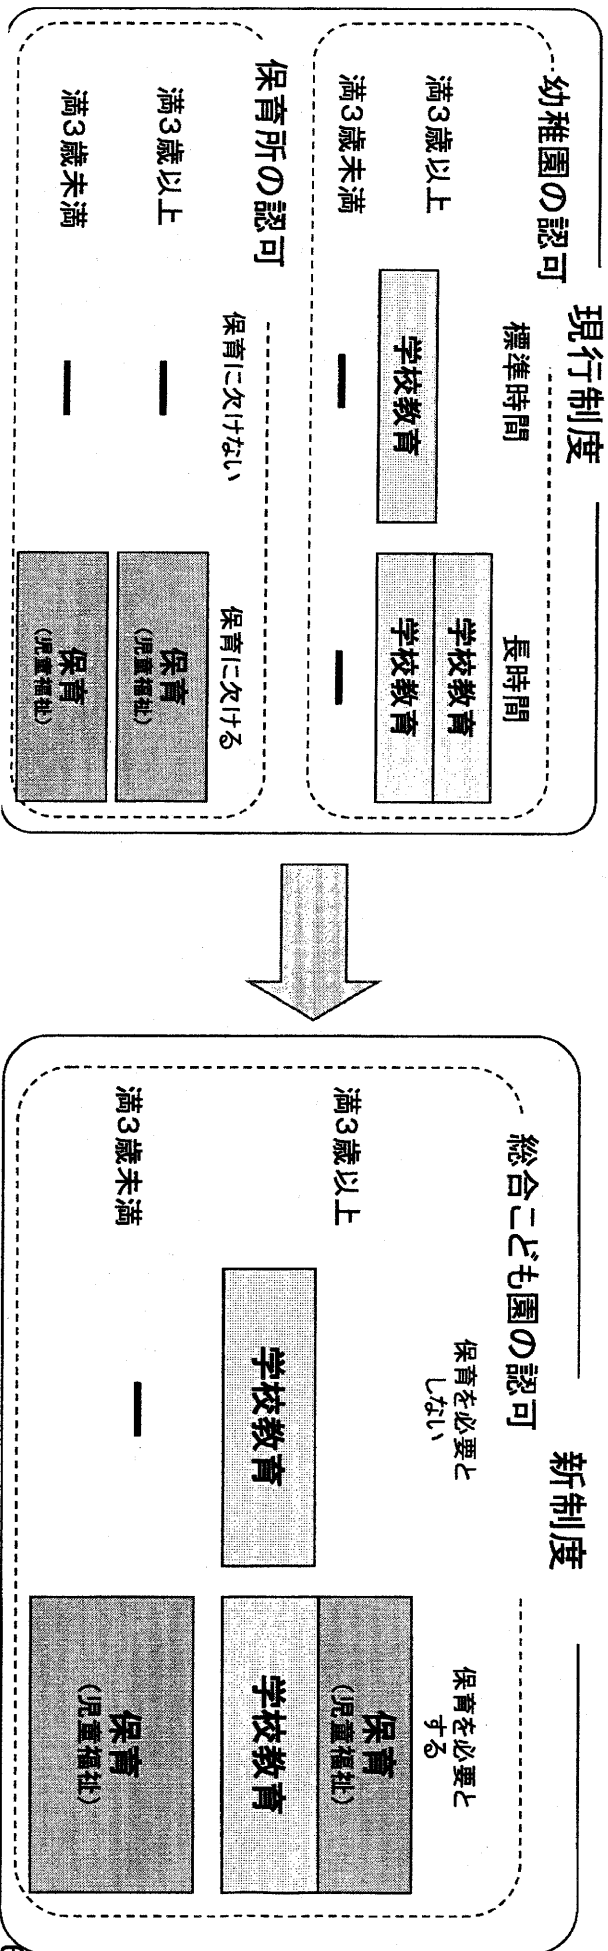 現行制度
幼稚園の認可
標準時間
長時間
満3歳以上
学校教育
学校教育
学校教育
満3歳未満
ー
ー
保育所の認可
保育に欠けない
保育に欠ける
満3歳以上
ー
保育
(児童福祉)
満3歳未満
ー
保育
(児童福祉)
新制度
総合こども園の認可
保育を必要と
しない
保育を必要と
する
満3歳以上
学校教育
保育
(児童福祉)
学校教育
満3歳未満
ー
保育
(児童福祉)